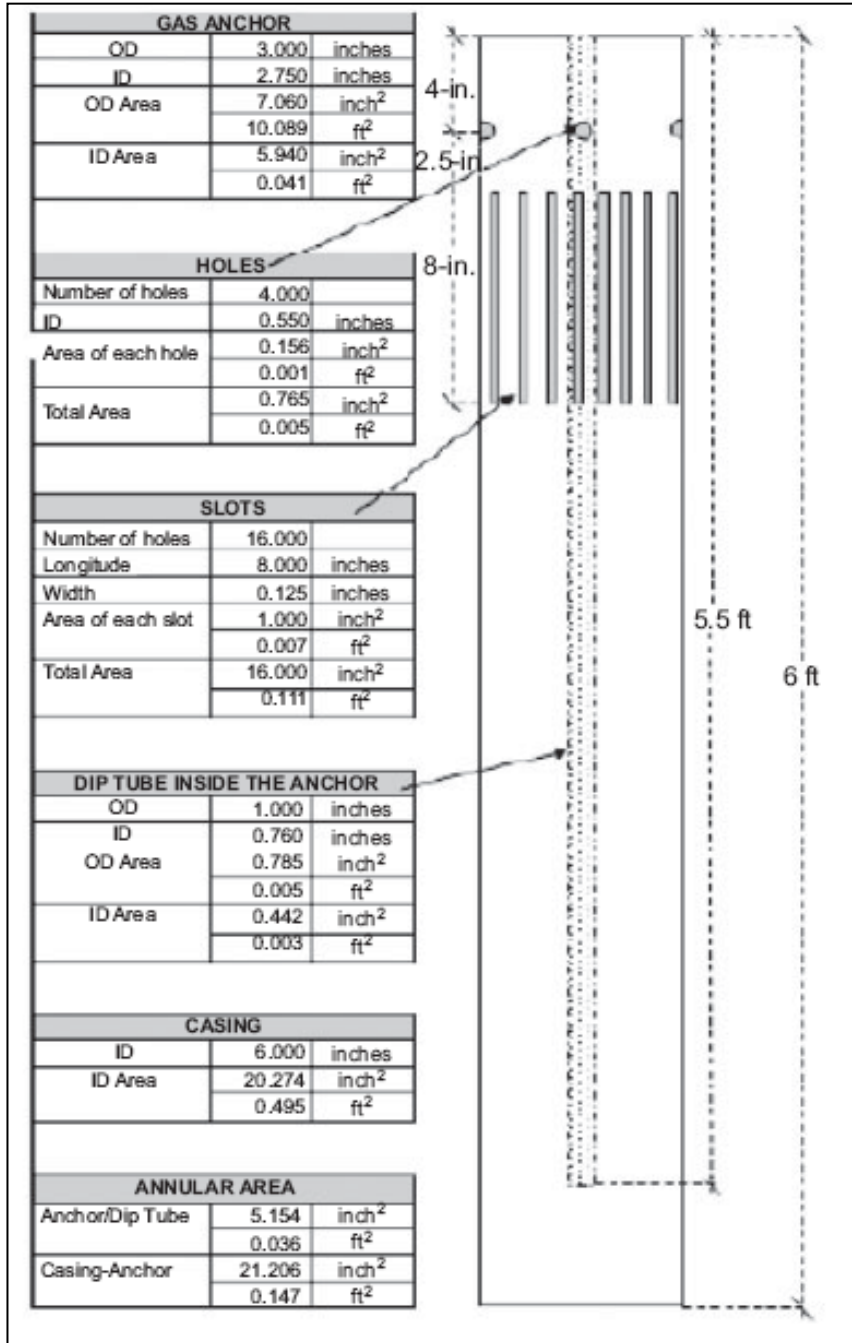 GAS ANCHOR
OD 3.000 inches
ID 2.750 inches
OD Area 7.060 inch²
10.089 ft²
ID Area 5.940 inch²
0.041 ft²
HOLES
Number of holes 4.000
ID 0.550 inches
Area of each hole 0.156 inch²
0.001 ft²
Total Area 0.765 inch²
0.005 ft²
SLOTS
Number of holes 16.000
Longitude 8.000 inches
Width 0.125 inches
Area of each slot 1.000 inch²
0.007 ft²
Total Area 16.000 inch²
0.111 ft²
DIP TUBE INSIDE THE ANCHOR
OD 1.000 inches
ID 0.760 inches
OD Area 0.785 inch²
0.005 ft²
ID Area 0.442 inch²
0.003 ft²
CASING
ID 6.000 inches
ID Area 20.274 inch²
0.495 ft²
ANNULAR AREA
Anchor/Dip Tube 5.154 inch²
0.036 ft²
Casing-Anchor 21.206 inch²
0.147 ft²
4-in.
2.5-in.
8-in.
5.5 ft
6 ft